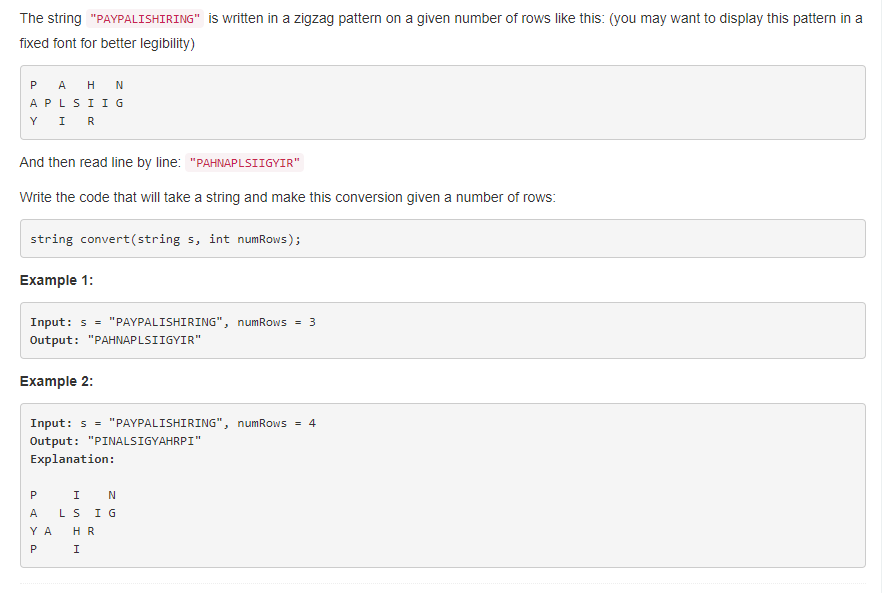 The string "PAYPALISHIRING" is written in a zigzag pattern on a given number of rows like this: (you may want to display this pattern in a
fixed font for better legibility)
P   A   H   N
A P L S I I G
Y   I   R
And then read line by line: "PAHNAPLSIIGYIR"
Write the code that will take a string and make this conversion given a number of rows:
string convert(string s, int numRows);
Example 1:
Input: s = "PAYPALISHIRING", numRows = 3
Output: "PAHNAPLSIIGYIR"
Example 2:
Input: s = "PAYPALISHIRING", numRows = 4
Output: "PINALSIGYAHRPI"
Explanation:
P     I    N
A   L S  I G
Y A   H R
P     I